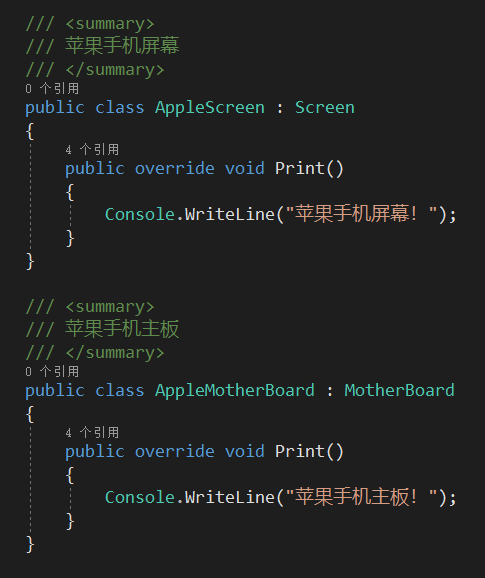 /// <summary>
/// 苹果手机屏幕
/// </summary>
0 个引用
public class AppleScreen : Screen
{
4 个引用
public override void Print()
{
Console.WriteLine("苹果手机屏幕！");
}
}
/// <summary>
/// 苹果手机主板
/// </summary>
0 个引用
public class AppleMotherBoard : MotherBoard
{
4 个引用
public override void Print()
{
Console.WriteLine("苹果手机主板！");
}
}